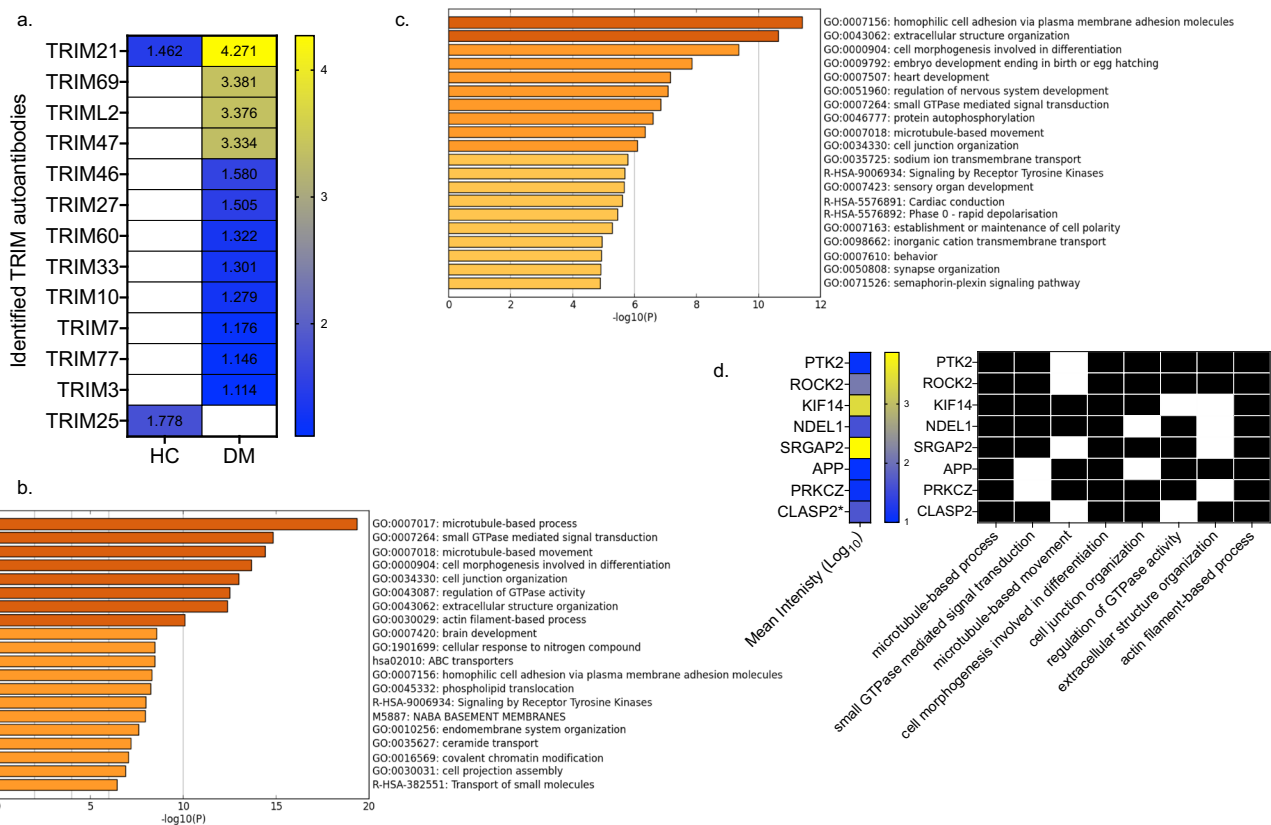 a.
Identified TRIM autoantibodies
TRIM21 1.462 4.271
TRIM69 3.381
TRIML2 3.376
TRIM47 3.334
TRIM46 1.580
TRIM27 1.505
TRIM60 1.322
TRIM33 1.301
TRIM10 1.279
TRIM7 1.176
TRIM77 1.146
TRIM3 1.114
TRIM25 1.778
HC DM
4
3
2
b.
GO:0007017: microtubule-based process
GO:0007264: small GTPase mediated signal transduction
GO:0007018: microtubule-based movement
GO:0000904: cell morphogenesis involved in differentiation
GO:0034330: cell junction organization
GO:0043087: regulation of GTPase activity
GO:0043062: extracellular structure organization
GO:0030029: actin filament-based process
GO:0007420: brain development
GO:1901699: cellular response to nitrogen compound
hsa02010: ABC transporters
GO:0007156: homophilic cell adhesion via plasma membrane adhesion molecules
GO:0045332: phospholipid translocation
R-HSA-9006934: Signaling by Receptor Tyrosine Kinases
M5887: NABA BASEMENT MEMBRANES
GO:0010256: endomembrane system organization
GO:0035627: ceramide transport
GO:0016569: covalent chromatin modification
GO:0030031: cell projection assembly
R-HSA-382551: Transport of small molecules
0 5 10 15 20
-log10(P)
c.
GO:0007156: homophilic cell adhesion via plasma membrane adhesion molecules
GO:0043062: extracellular structure organization
GO:0000904: cell morphogenesis involved in differentiation
GO:0009792: embryo development ending in birth or egg hatching
GO:0007507: heart development
GO:0051960: regulation of nervous system development
GO:0007264: small GTPase mediated signal transduction
GO:0046777: protein autophosphorylation
GO:0007018: microtubule-based movement
GO:0034330: cell junction organization
GO:0035725: sodium ion transmembrane transport
R-HSA-9006934: Signaling by Receptor Tyrosine Kinases
GO:0007423: sensory organ development
R-HSA-5576891: Cardiac conduction
R-HSA-5576892: Phase 0 - rapid depolarisation
GO:0007163: establishment or maintenance of cell polarity
GO:0098662: inorganic cation transmembrane transport
GO:0007610: behavior
GO:0050808: synapse organization
GO:0071526: semaphorin-plexin signaling pathway
0 2 4 6 8 10 12
-log10(P)
d.
PTK2
ROCK2
KIF14
NDEL1
SRGAP2
APP
PRKCZ
CLASP2*
Mean Intenisty (Log10)
3
2
1
PTK2
ROCK2
KIF14
NDEL1
SRGAP2
APP
PRKCZ
CLASP2
microtubule-based process
small GTPase mediated signal transduction
microtubule-based movement
cell morphogenesis involved in differentiation
cell junction organization
regulation of GTPase activity
extracellular structure organization
actin filament-based process